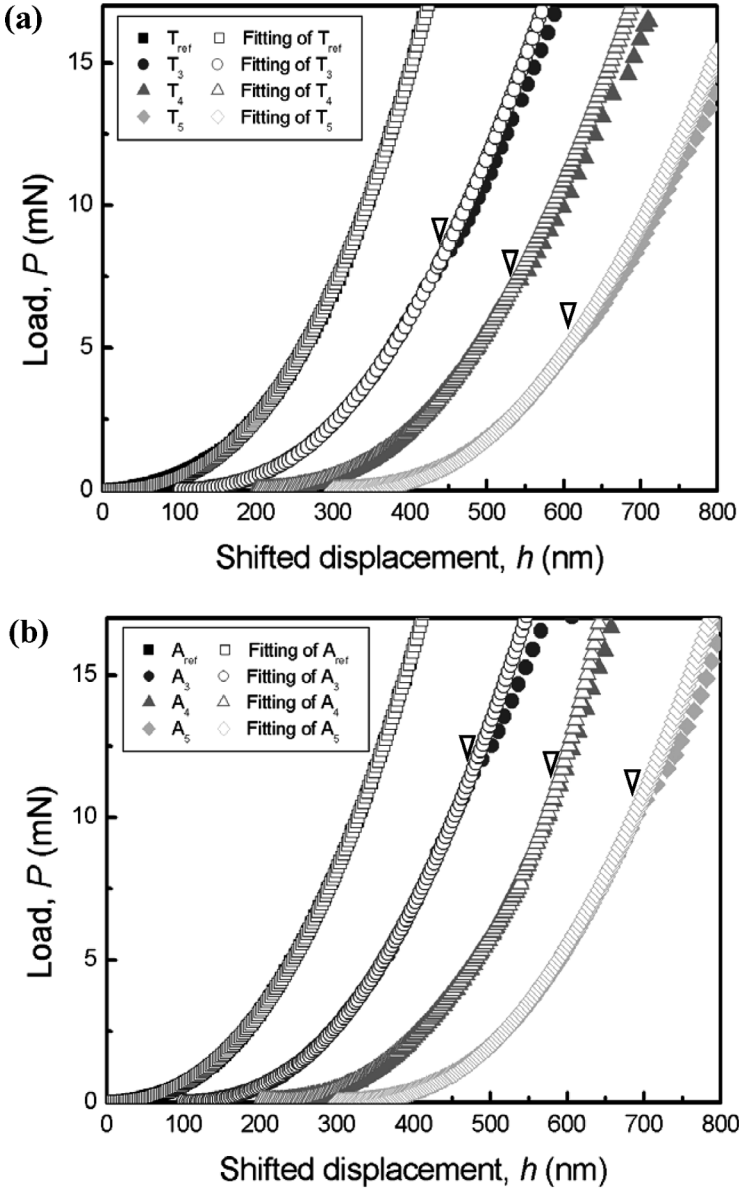 (a)
T_ref Fitting of T_ref
T_3 Fitting of T_3
T_4 Fitting of T_4
T_5 Fitting of T_5
15
10
5
0
Load, P (mN)
0 100 200 300 400 500 600 700 800
Shifted displacement, h (nm)
(b)
A_ref Fitting of A_ref
A_3 Fitting of A_3
A_4 Fitting of A_4
A_5 Fitting of A_5
15
10
5
0
Load, P (mN)
0 100 200 300 400 500 600 700 800
Shifted displacement, h (nm)